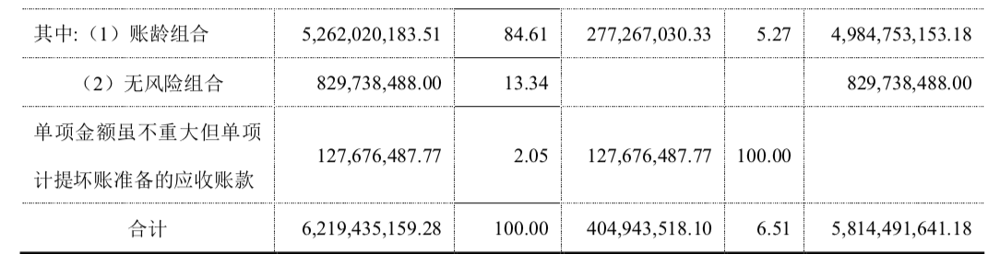 其中:（1）账龄组合 5,262,020,183.51 84.61 277,267,030.33 5.27 4,984,753,153.18
（2）无风险组合 829,738,488.00 13.34 829,738,488.00
单项金额虽不重大但单项
计提坏账准备的应收账款 127,676,487.77 2.05 127,676,487.77 100.00
合计 6,219,435,159.28 100.00 404,943,518.10 6.51 5,814,491,641.18